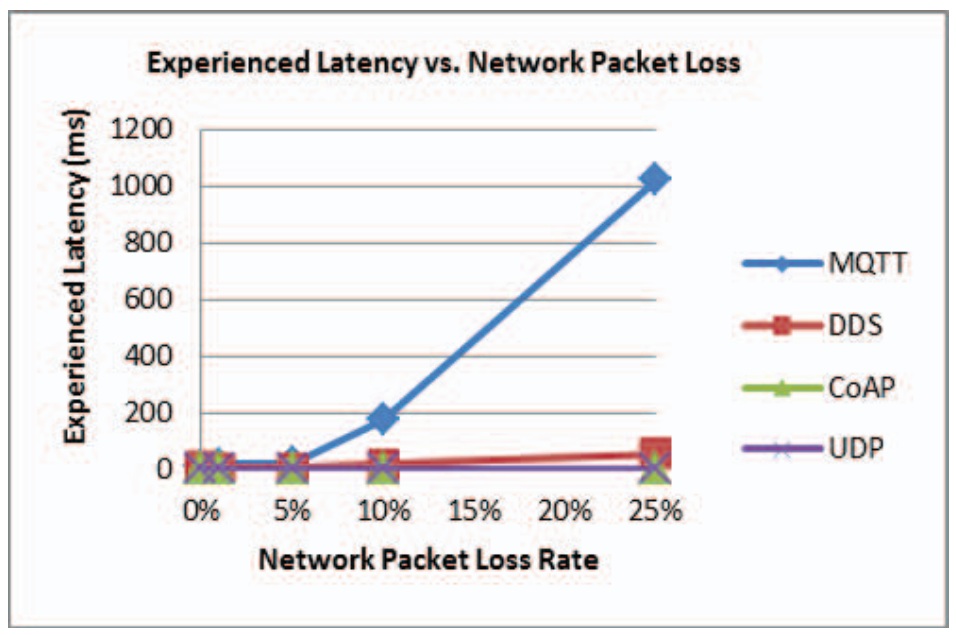 Experienced Latency vs. Network Packet Loss
Experienced Latency (ms)
1200
1000
800
600
400
200
0
0% 5% 10% 15% 20% 25%
Network Packet Loss Rate
MQTT
DDS
CoAP
UDP